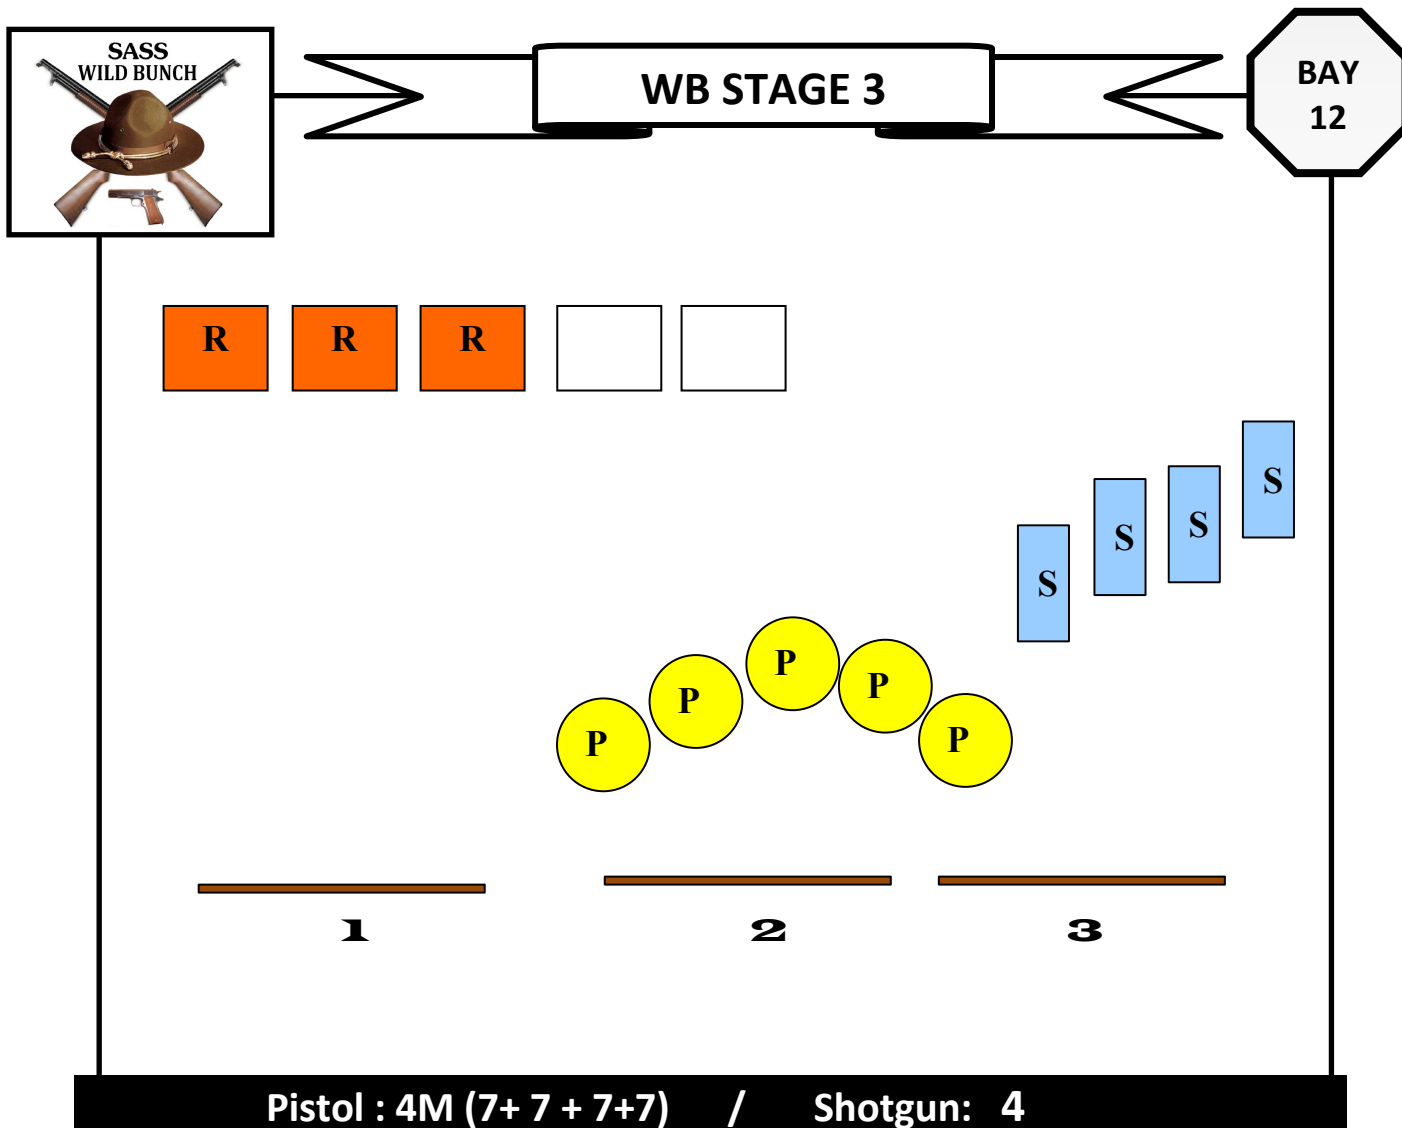 SASS
WILD BUNCH
WB STAGE 3
BAY
12
R R R
S S S S
P P P P P
1 2 3
Pistol : 4M (7+ 7 + 7+7) / Shotgun: 4